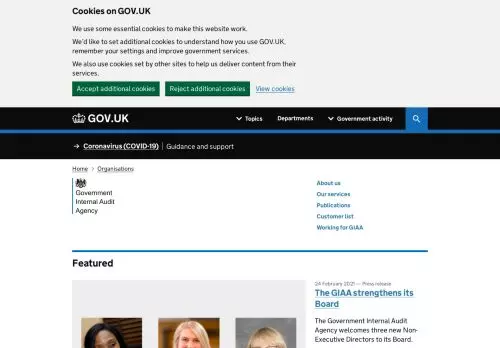 Cookies on GOV.UK
We use some essential cookies to make this website work.
We'd like to set additional cookies to understand how you use GOV.UK,
remember your settings and improve government services.
We also use cookies set by other sites to help us deliver content from their
services.
Accept additional cookies Reject additional cookies View cookies
GOV.UK Topics Departments Government activity
→ Coronavirus (COVID-19) Guidance and support
Home > Organisations
Government
Internal Audit
Agency
About us
Our services
Publications
Customer list
Working for GIAA
Featured
24 February 2021 — Press release
The GIAA strengthens its
Board
The Government Internal Audit
Agency welcomes three new Non-
Executive Directors to its Board.